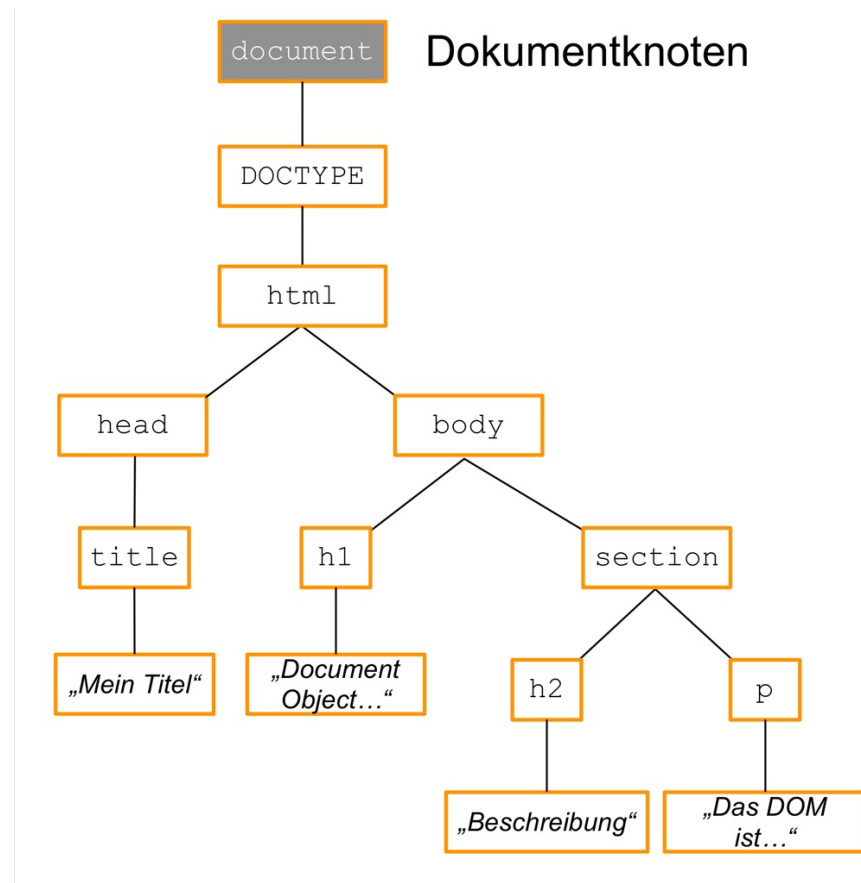 document
Dokumentknoten
DOCTYPE
html
head
body
title
h1
section
„Mein Titel“
„Document
Object…“
h2
p
„Beschreibung“
„Das DOM
ist…“